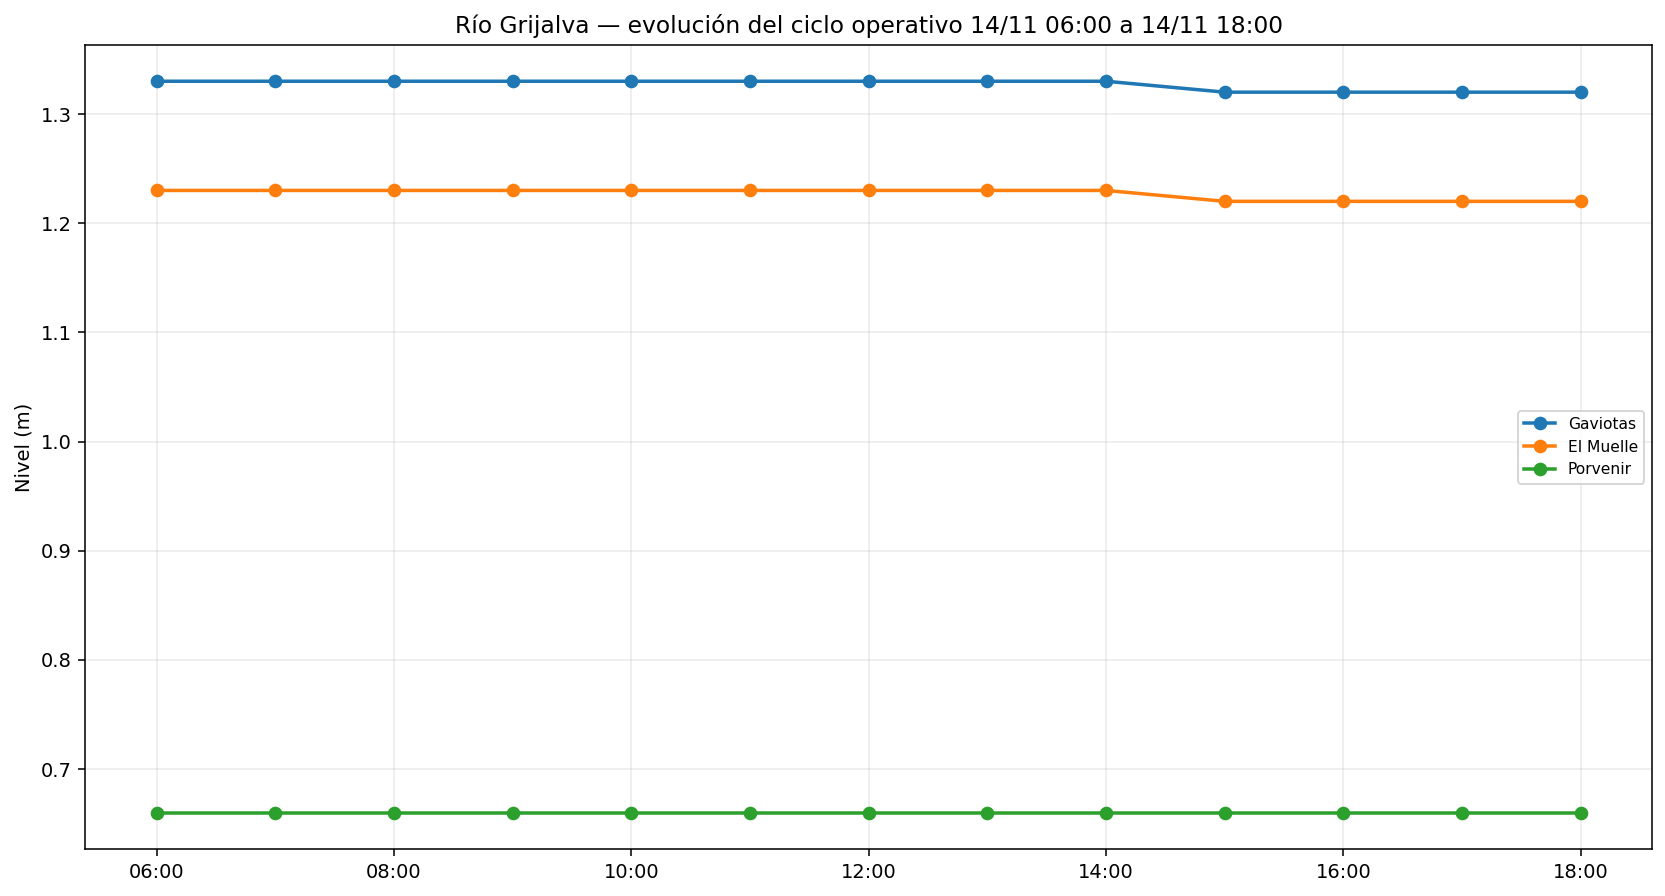 Río Grijalva — evolución del ciclo operativo 14/11 06:00 a 14/11 18:00
Nivel (m)
1.3
1.2
1.1
1.0
0.9
0.8
0.7
Gaviotas
El Muelle
Porvenir
06:00 08:00 10:00 12:00 14:00 16:00 18:00